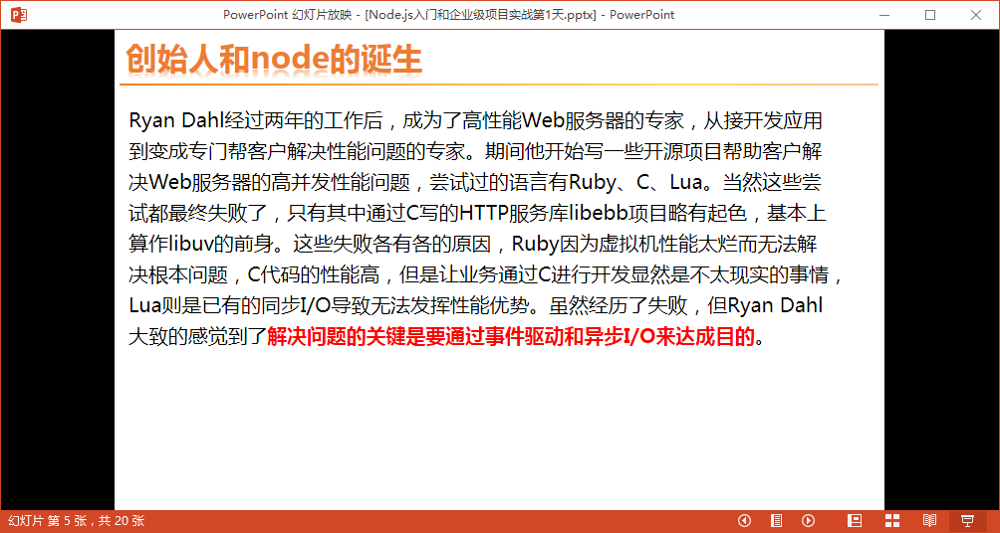 PowerPoint 幻灯片放映 - [Node.js入门和企业级项目实战第1天.pptx] - PowerPoint
创始人和node的诞生
Ryan Dahl经过两年的工作后，成为了高性能Web服务器的专家，从接开发应用
到变成专门帮客户解决性能问题的专家。期间他开始写一些开源项目帮助客户解
决Web服务器的高并发性能问题，尝试过的语言有Ruby、C、Lua。当然这些尝
试都最终失败了，只有其中通过C写的HTTP服务库libebb项目略有起色，基本上
算作libuv的前身。这些失败各有各的原因，Ruby因为虚拟机性能太烂而无法解
决根本问题，C代码的性能高，但是让业务通过C进行开发显然是不太现实的事情，
Lua则是已有的同步I/O导致无法发挥性能优势。虽然经历了失败，但Ryan Dahl
大致的感觉到了解决问题的关键是要通过事件驱动和异步I/O来达成目的。
幻灯片 第 5 张，共 20 张